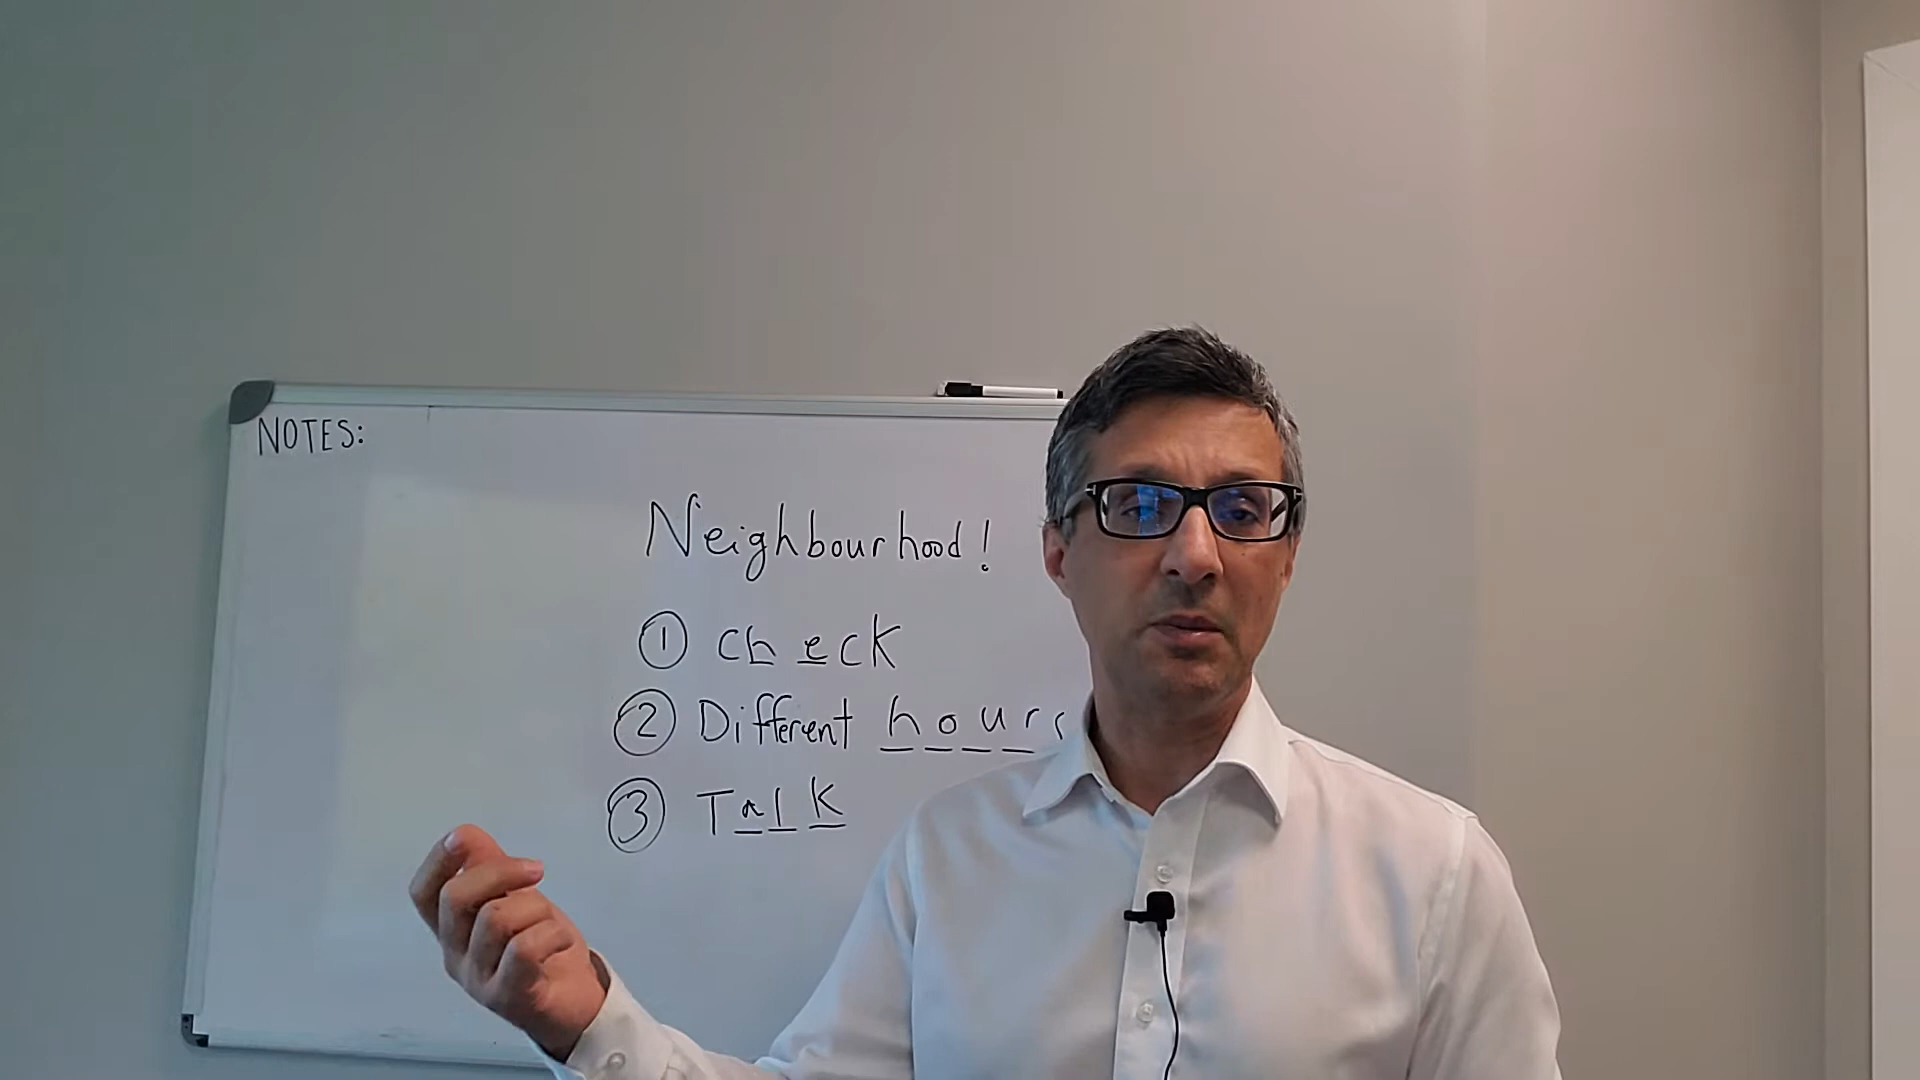 NOTES:
Neighbourhood!
① Check
② Different hours
③ Talk